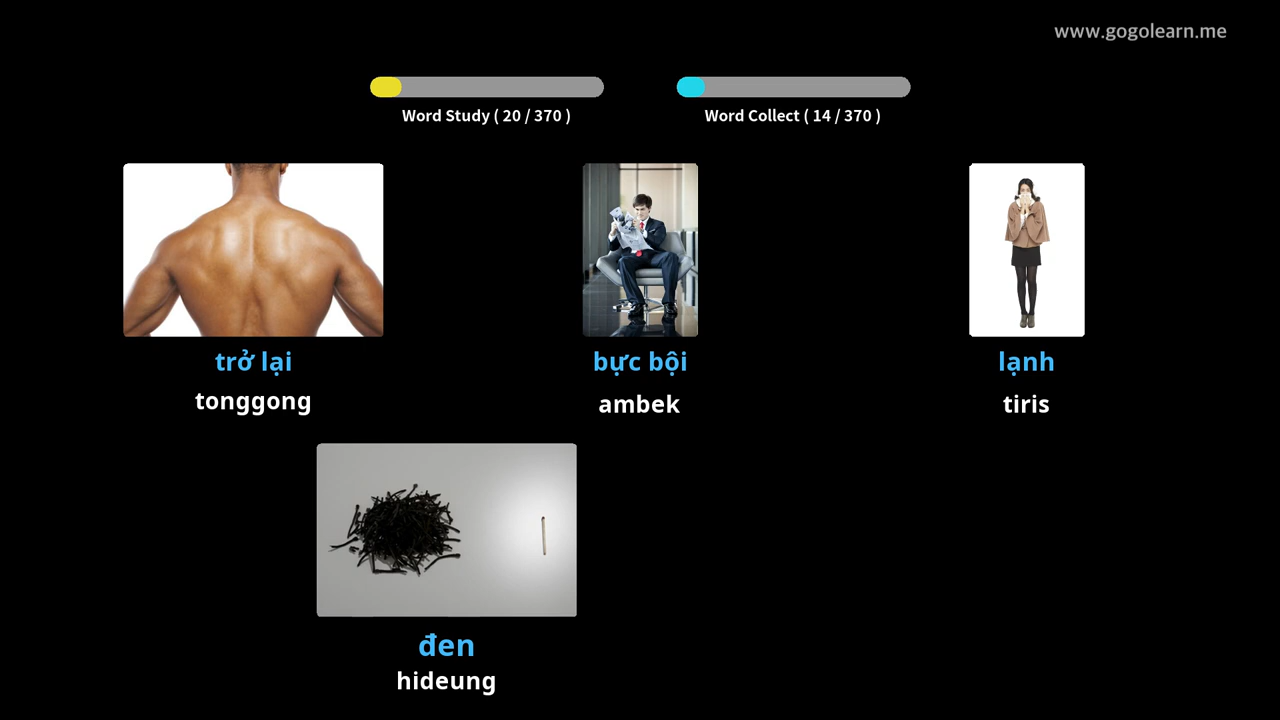 www.gogolearn.me
Word Study ( 20 / 370 )
Word Collect ( 14 / 370 )
trở lại
tonggong
bực bội
ambek
lạnh
tiris
đen
hideung